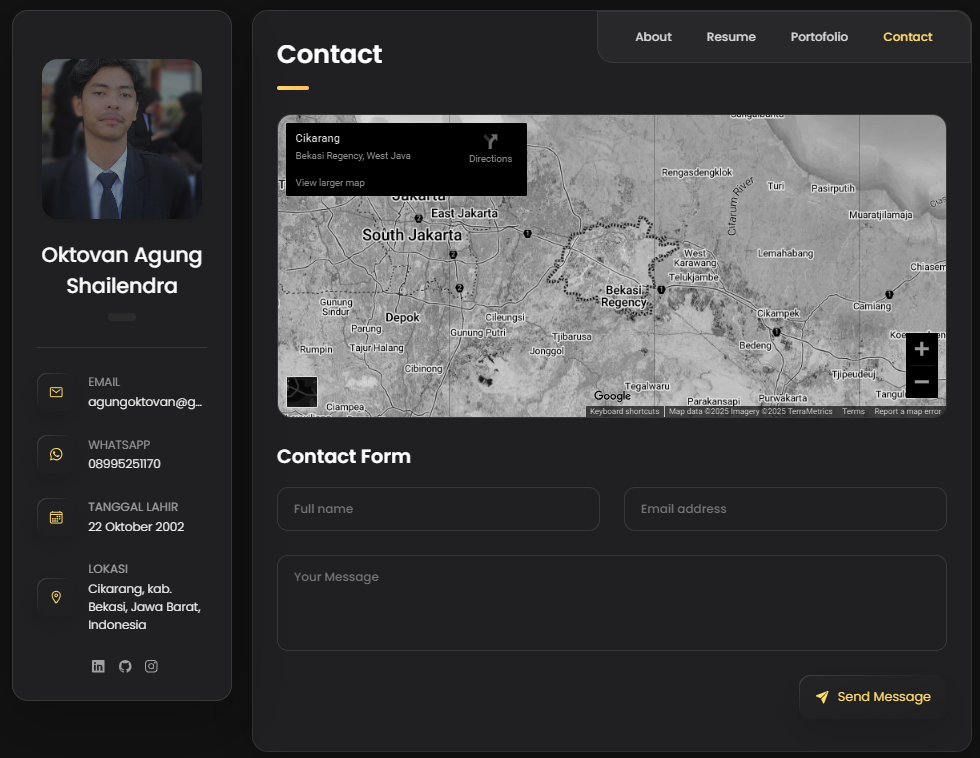 Oktovan Agung
Shailendra
EMAIL
agungoktovan@g...
WHATSAPP
08995251170
TANGGAL LAHIR
22 Oktober 2002
LOKASI
Cikarang, kab.
Bekasi, Jawa Barat,
Indonesia
About Resume Portofolio Contact
Contact
Cikarang
Bekasi Regency, West Java
Directions
View larger map
Jakarta
East Jakarta
South Jakarta
Rengasdengklok
Citarum River
Turi
Pasirputih
Muaratjilamaja
West
Karawang
Lemahabang
Telukjambe
Chiasem
Bekasi
Regency
Gunung
Sindur
Depok
Cileungsi
Cikampek
Camiang
Parung
Gunung Putri
Tjibarusa
Rumpin
Tajur Halang
Jonggol
Bedeng
Cibinong
Tjipeudeuj
Tegalwaru
Ciampea
Parakansapi
Purwakarta
Google
Keyboard shortcuts
Map data ©2025 Imagery ©2025 TerraMetrics
Terms
Report a map error
Contact Form
Full name
Email address
Your Message
Send Message